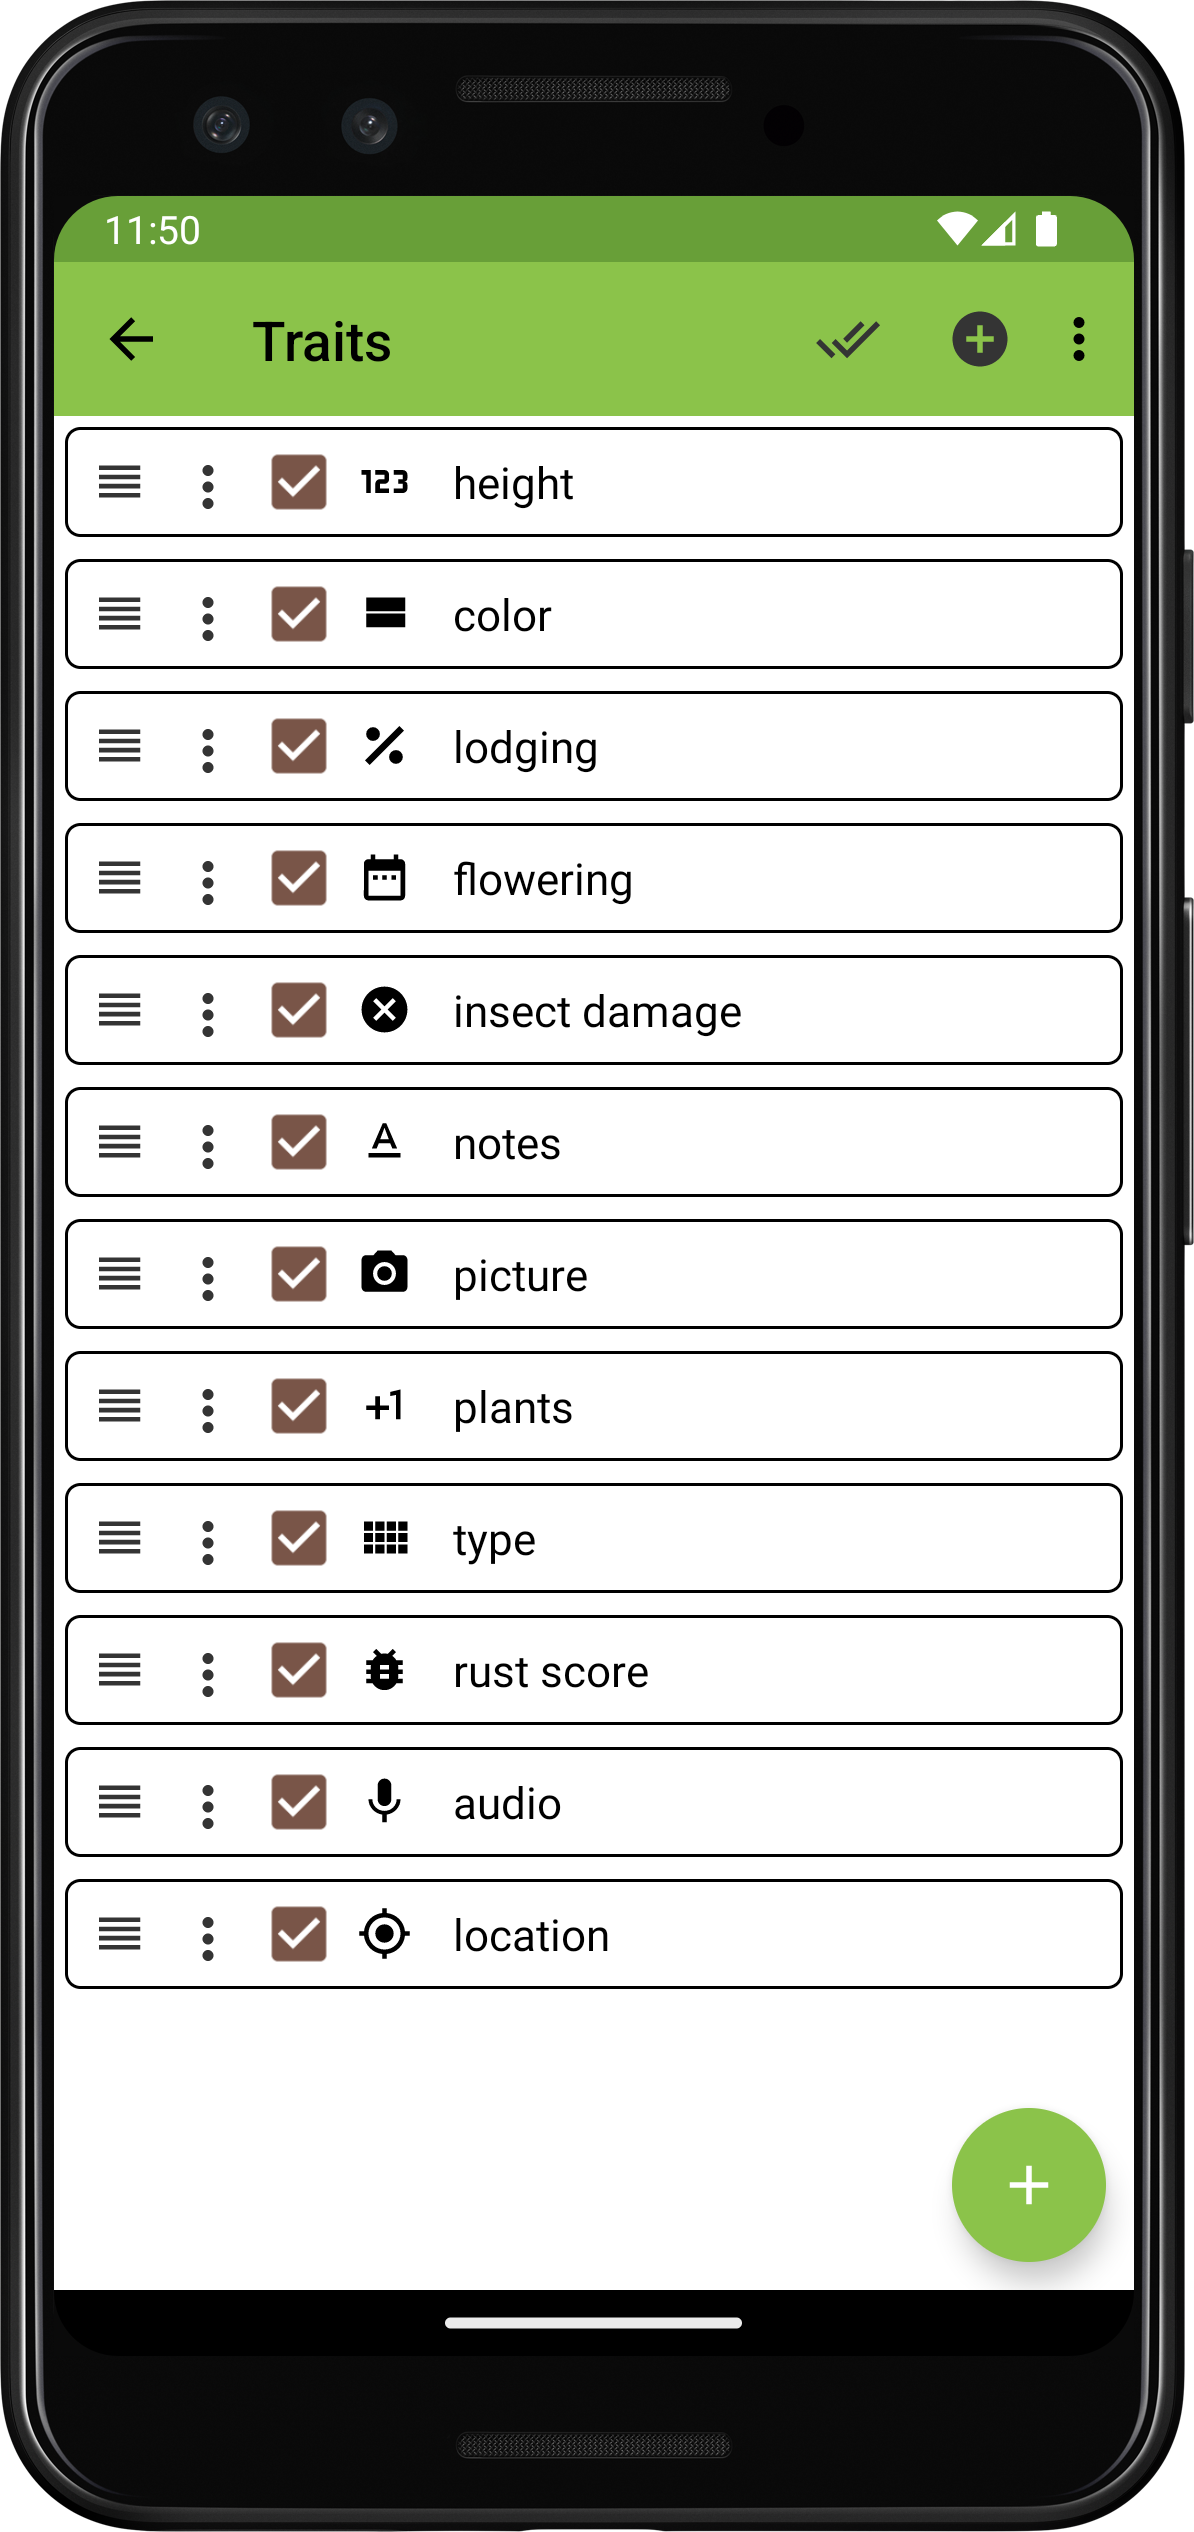 11:50
Traits
123 height
color
lodging
flowering
insect damage
A notes
picture
+1 plants
type
rust score
audio
location